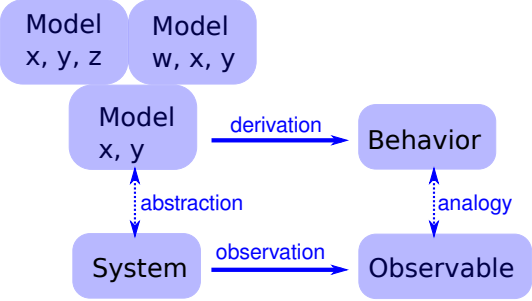 Model
x, y, z
Model
w, x, y
Model
x, y
derivation
Behavior
abstraction
analogy
System
observation
Observable